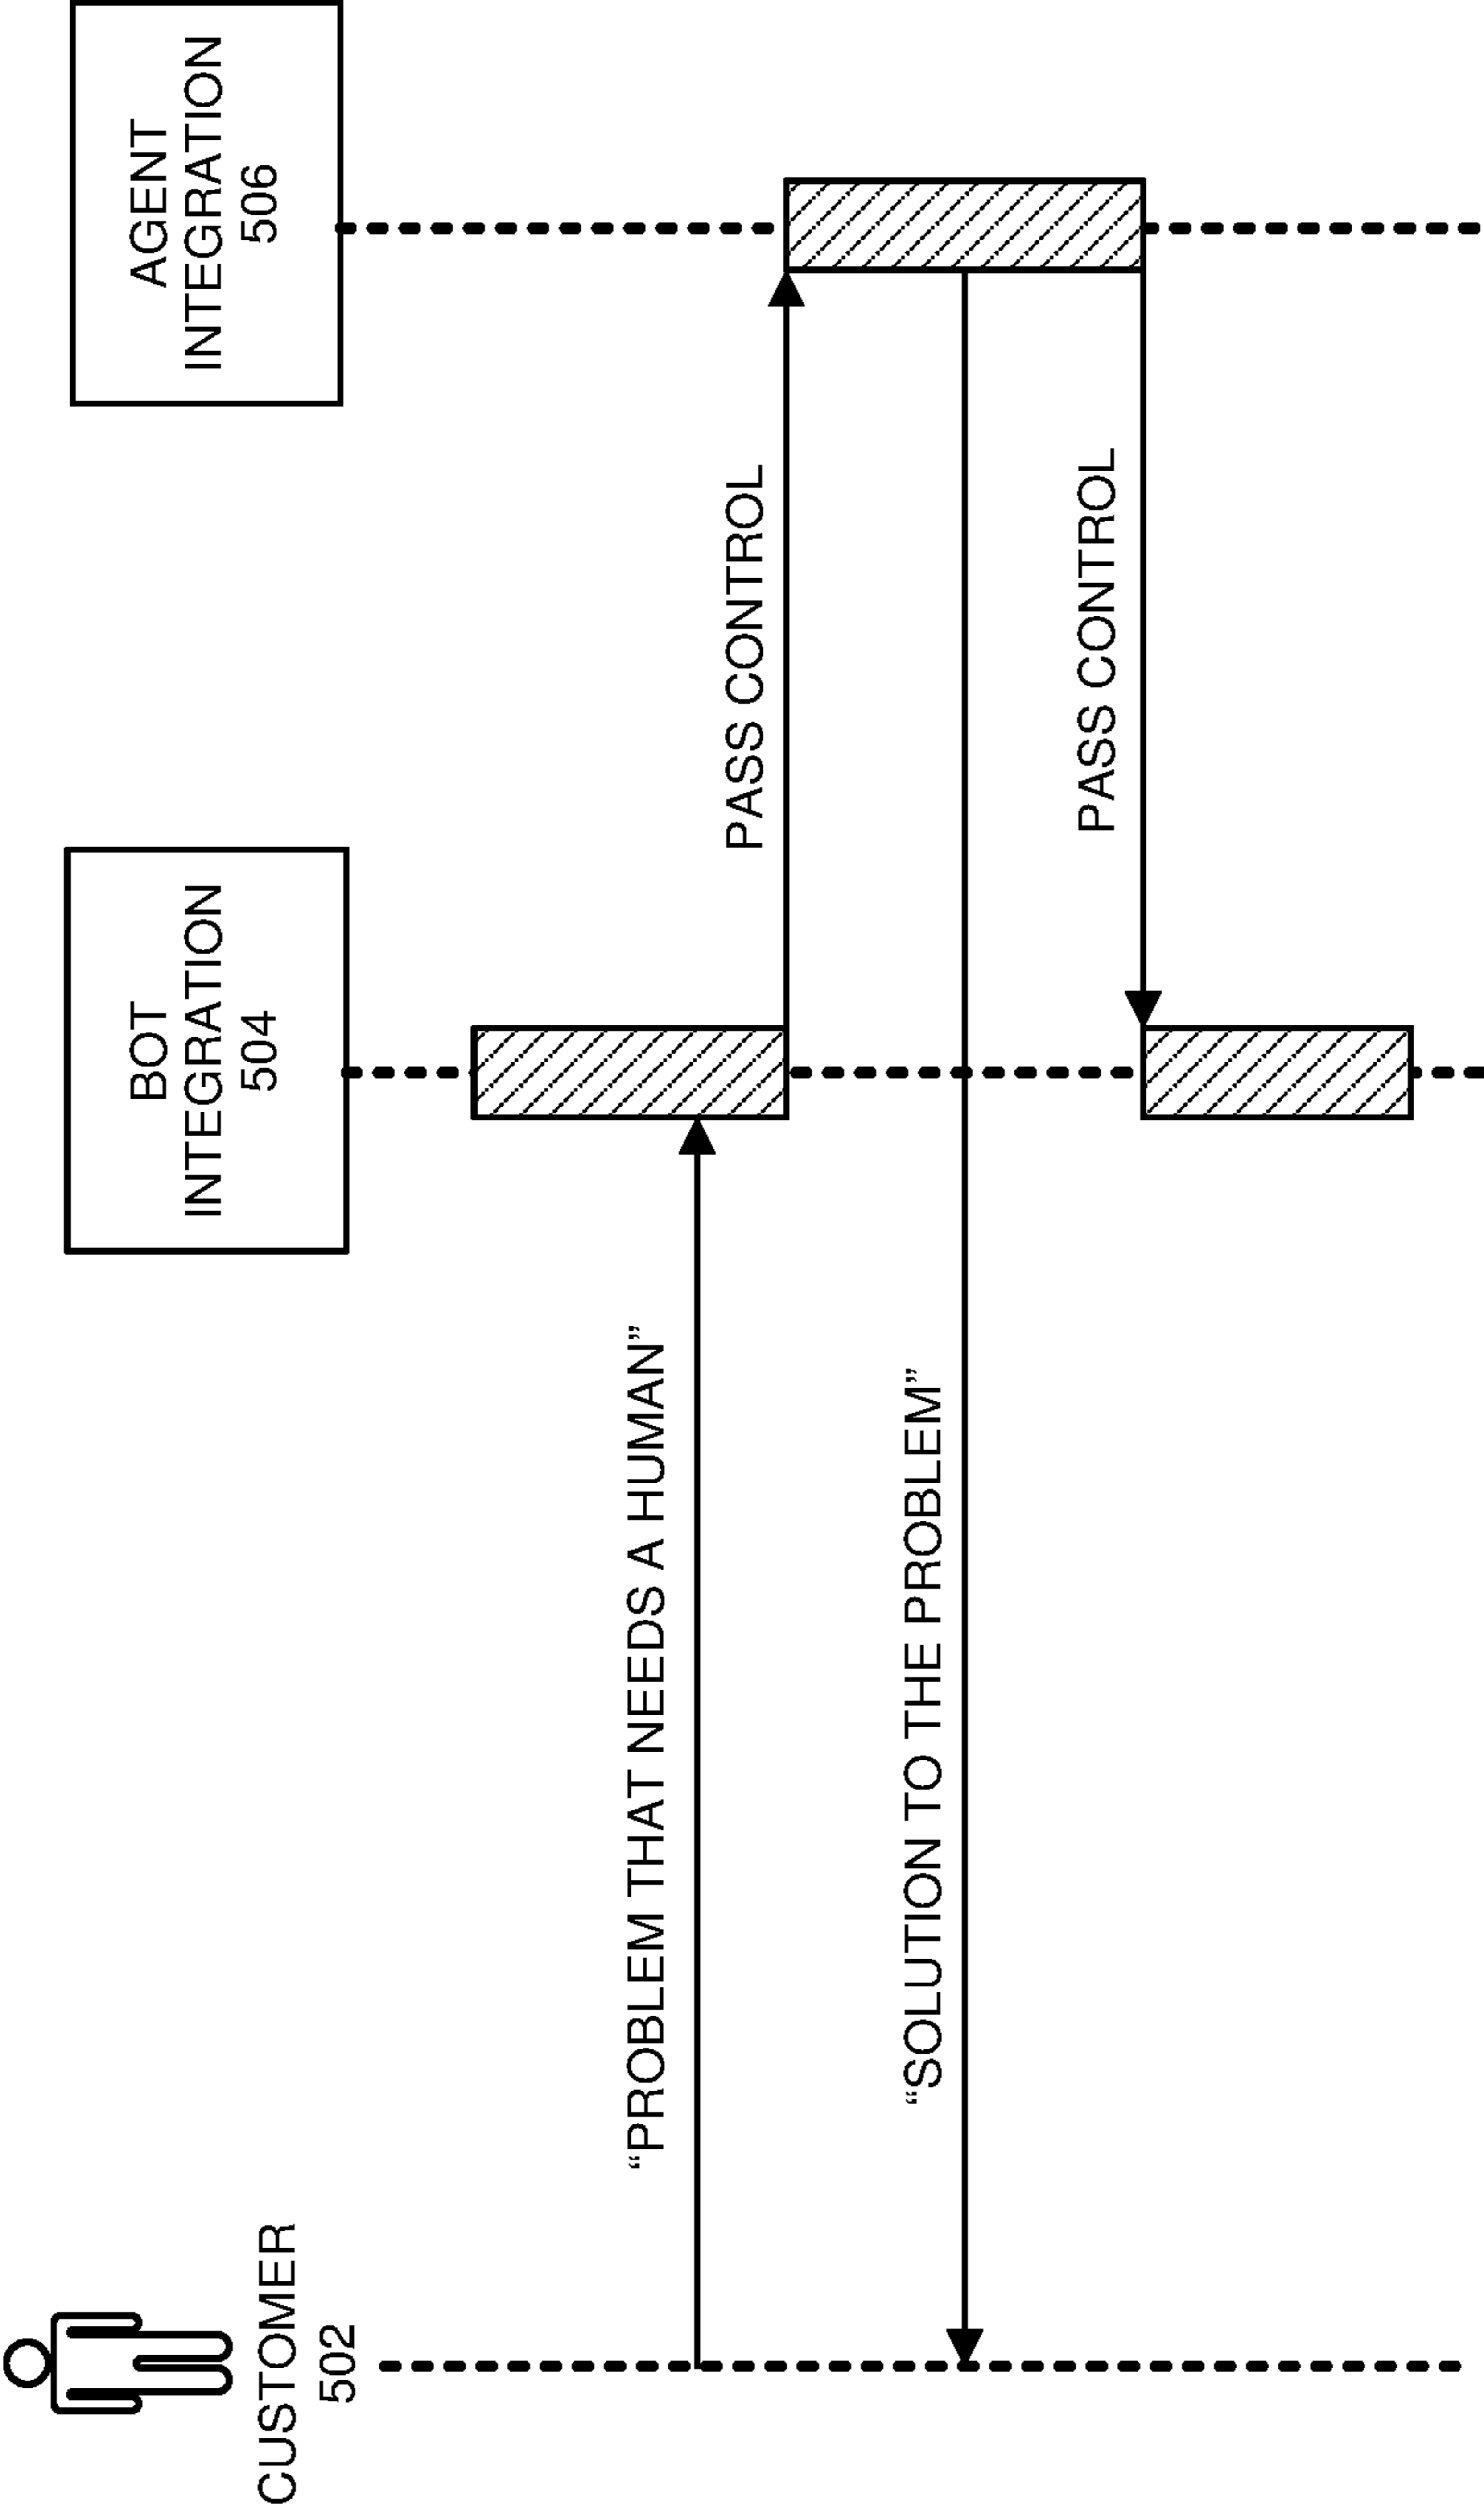 CUSTOMER
502
BOT
INTEGRATION
504
AGENT
INTEGRATION
506
“PROBLEM THAT NEEDS A HUMAN”
PASS CONTROL
“SOLUTION TO THE PROBLEM”
PASS CONTROL